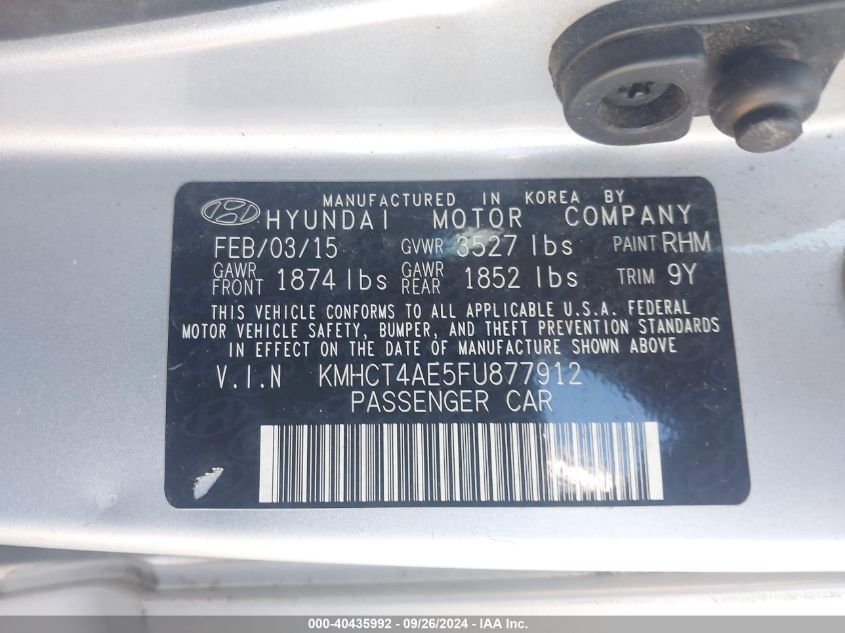 MANUFACTURED IN KOREA BY
HYUNDAI MOTOR COMPANY
FEB/03/15 GVWR 3527 lbs PAINT RHM
GAWR FRONT 1874 lbs GAWR REAR 1852 lbs TRIM 9Y
THIS VEHICLE CONFORMS TO ALL APPLICABLE U.S.A. FEDERAL
MOTOR VEHICLE SAFETY, BUMPER, AND THEFT PREVENTION STANDARDS
IN EFFECT ON THE DATE OF MANUFACTURE SHOWN ABOVE
V.I.N KMHCT4AE5FU877912
PASSENGER CAR
000-40435992 - 09/26/2024 - IAA Inc.